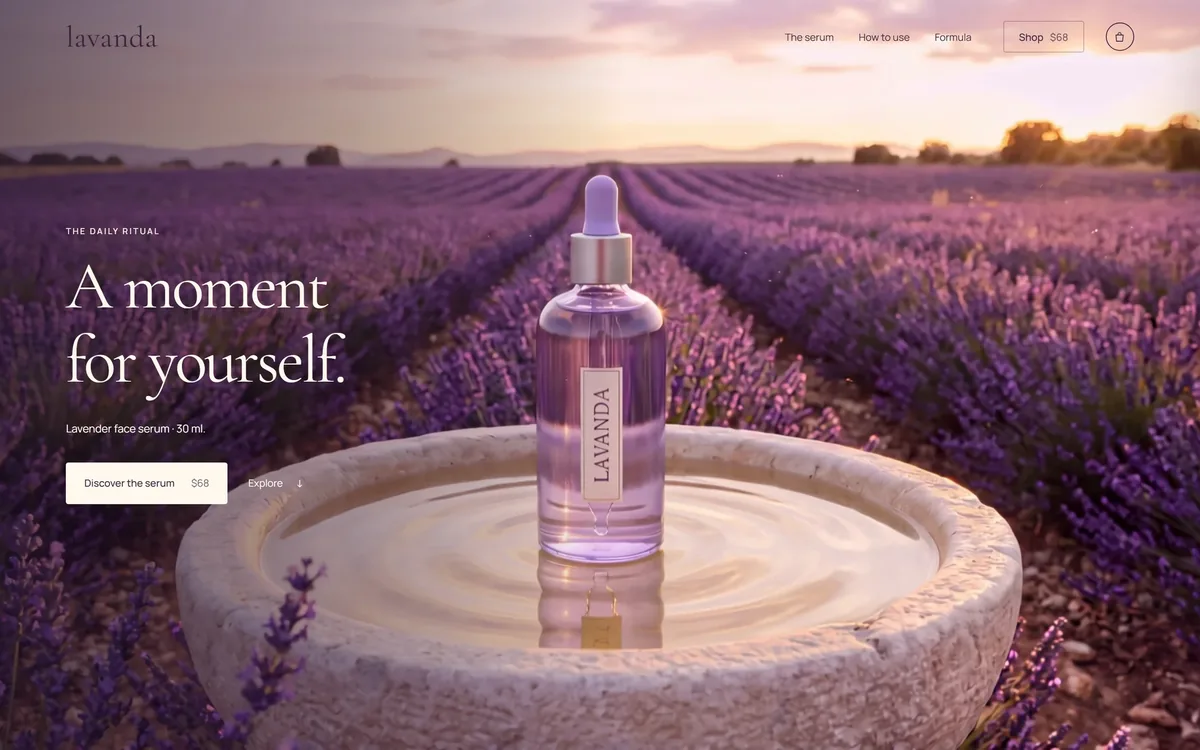 lavanda
The serum
How to use
Formula
Shop $68
THE DAILY RITUAL
A moment
for yourself.
Lavender face serum · 30 ml.
Discover the serum $68
Explore ↓
LAVANDA